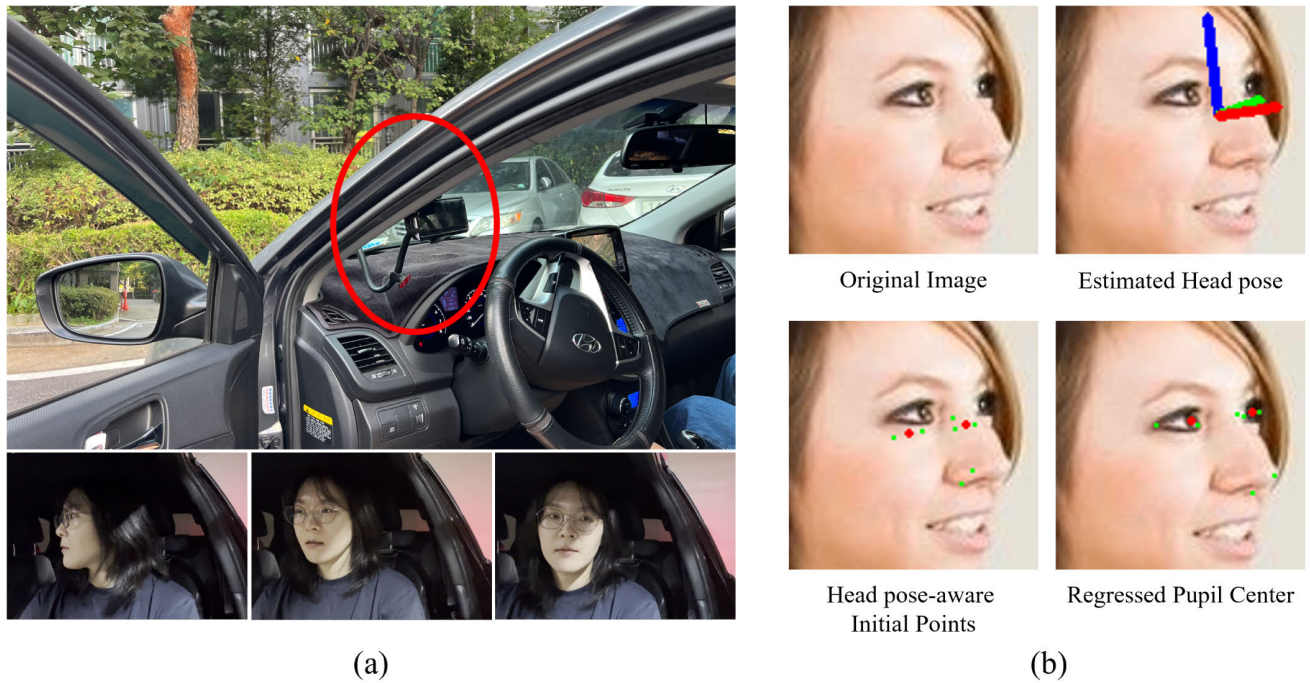 Original Image
Estimated Head pose
Head pose-aware
Initial Points
Regressed Pupil Center
(a)
(b)